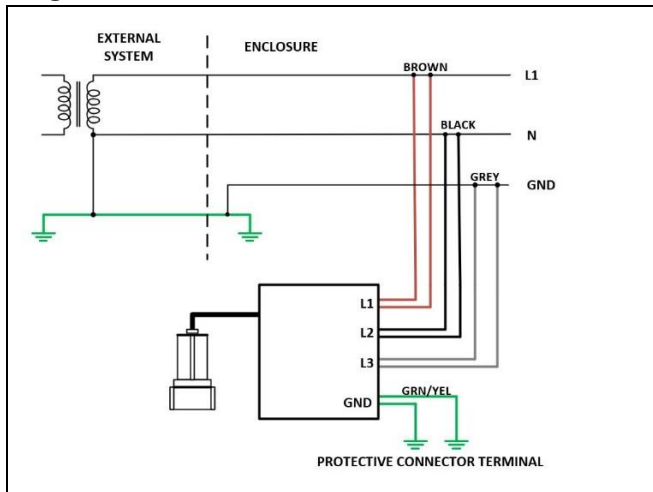 EXTERNAL
SYSTEM
ENCLOSURE
BROWN
L1
BLACK
N
GREY
GND
L1
L2
L3
GRN/YEL
GND
PROTECTIVE CONNECTOR TERMINAL